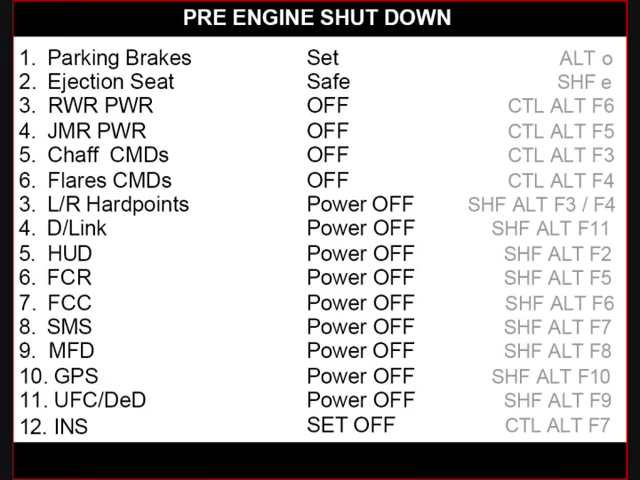 PRE ENGINE SHUT DOWN
1. Parking Brakes Set ALT o
2. Ejection Seat Safe SHF e
3. RWR PWR OFF CTL ALT F6
4. JMR PWR OFF CTL ALT F5
5. Chaff CMDs OFF CTL ALT F3
6. Flares CMDs OFF CTL ALT F4
3. L/R Hardpoints Power OFF SHF ALT F3 / F4
4. D/Link Power OFF SHF ALT F11
5. HUD Power OFF SHF ALT F2
6. FCR Power OFF SHF ALT F5
7. FCC Power OFF SHF ALT F6
8. SMS Power OFF SHF ALT F7
9. MFD Power OFF SHF ALT F8
10. GPS Power OFF SHF ALT F10
11. UFC/DeD Power OFF SHF ALT F9
12. INS SET OFF CTL ALT F7